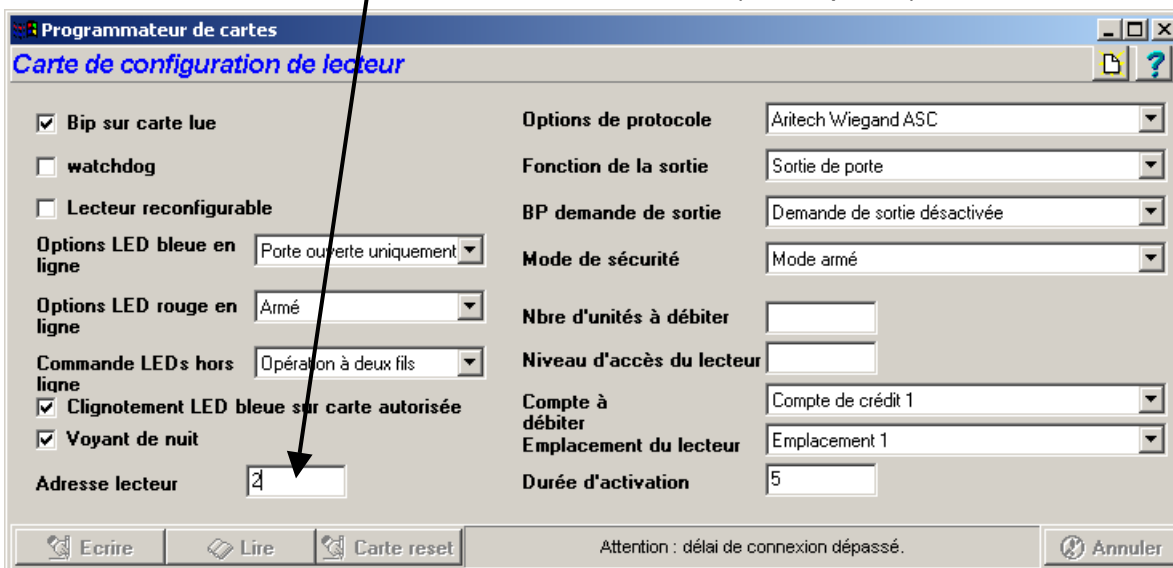 Programmateur de cartes
Carte de configuration de lecteur
Bip sur carte lue
watchdog
Lecteur reconfigurable
Options LED bleue en
ligne
Porte ouverte uniquement
Options LED rouge en
ligne
Armé
Commande LEDs hors
ligne
Opération à deux fils
Clignotement LED bleue sur carte autorisée
Voyant de nuit
Adresse lecteur
2
Options de protocole
Aritech Wiegand ASC
Fonction de la sortie
Sortie de porte
BP demande de sortie
Demande de sortie désactivée
Mode de sécurité
Mode armé
Nbre d'unités à débiter
Niveau d'accès du lecteur
Compte à
débiter
Compte de crédit 1
Emplacement du lecteur
Emplacement 1
Durée d'activation
5
Ecrire
Lire
Carte reset
Attention : délai de connexion dépassé.
Annuler